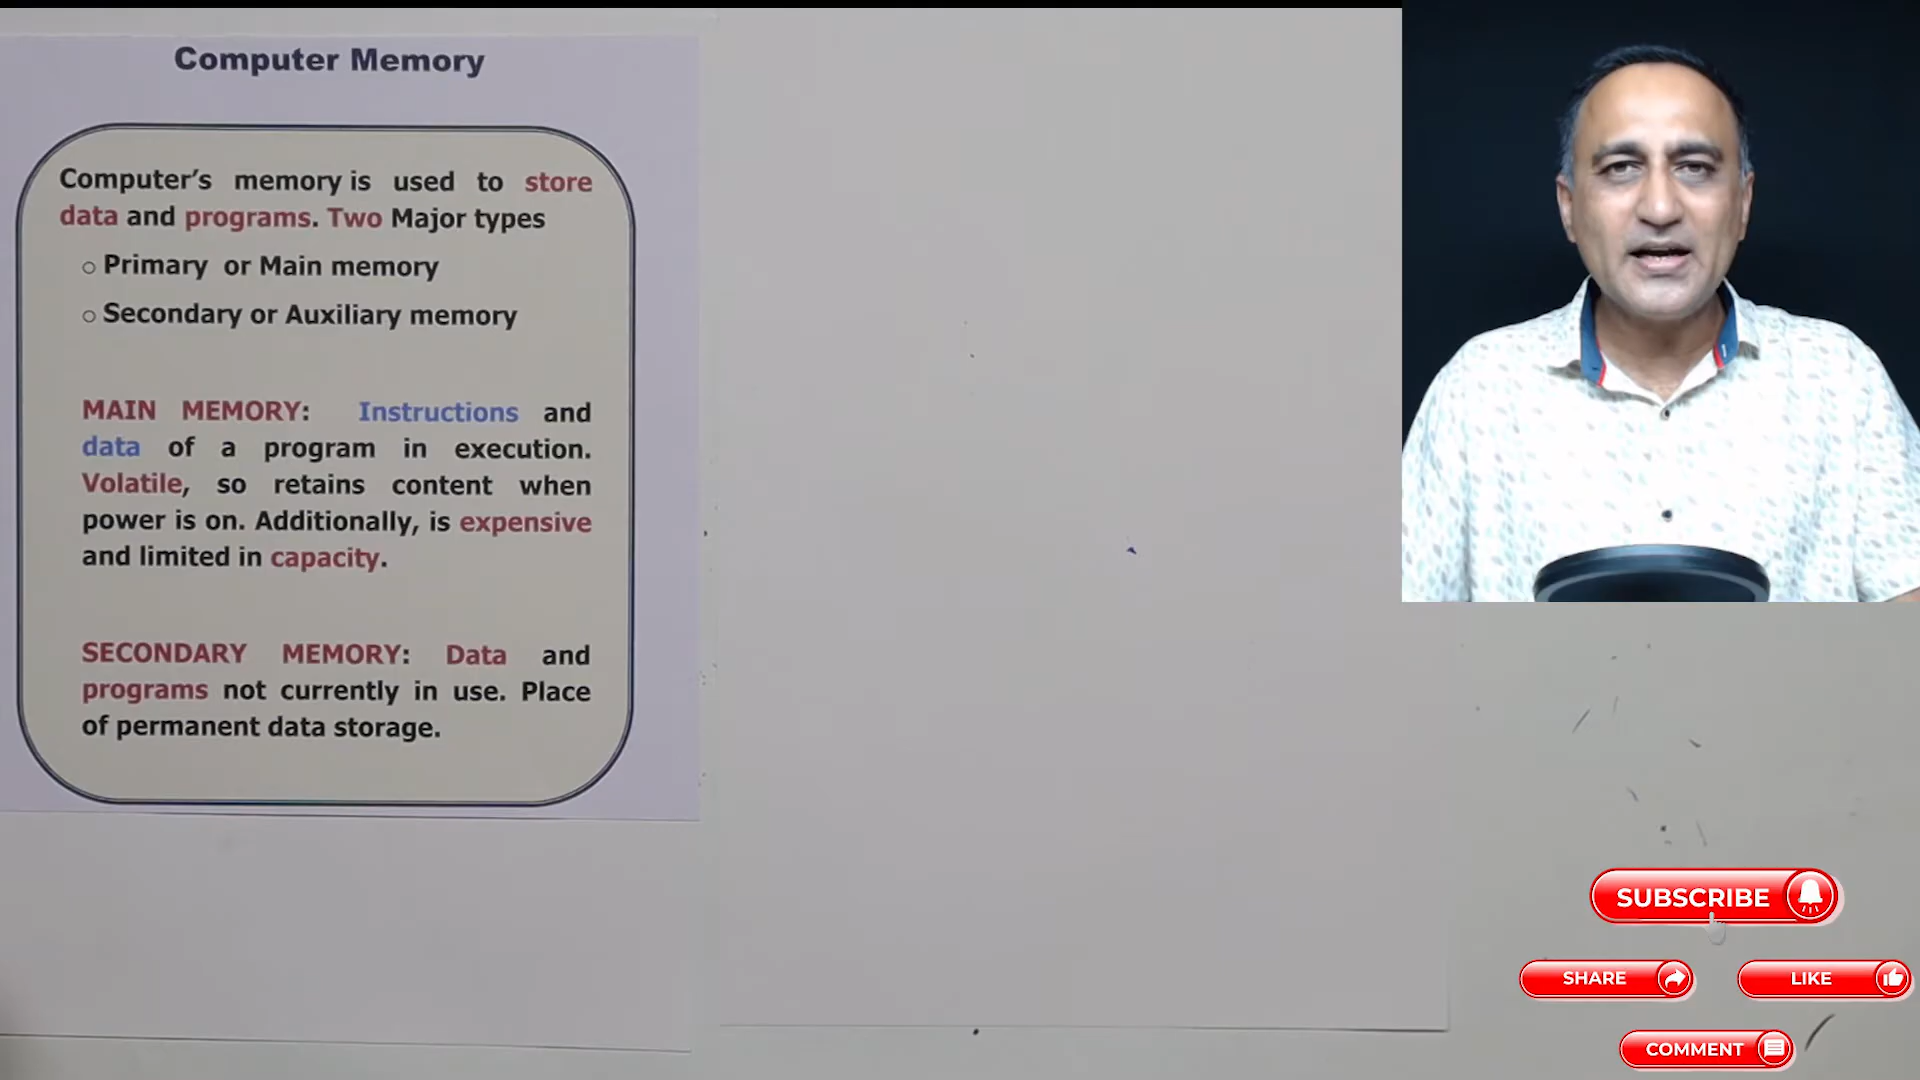 Computer Memory
Computer's memory is used to store
data and programs. Two Major types
○ Primary or Main memory
○ Secondary or Auxiliary memory
MAIN MEMORY: Instructions and
data of a program in execution.
Volatile, so retains content when
power is on. Additionally, is expensive
and limited in capacity.
SECONDARY MEMORY: Data and
programs not currently in use. Place
of permanent data storage.
SUBSCRIBE
SHARE
LIKE
COMMENT